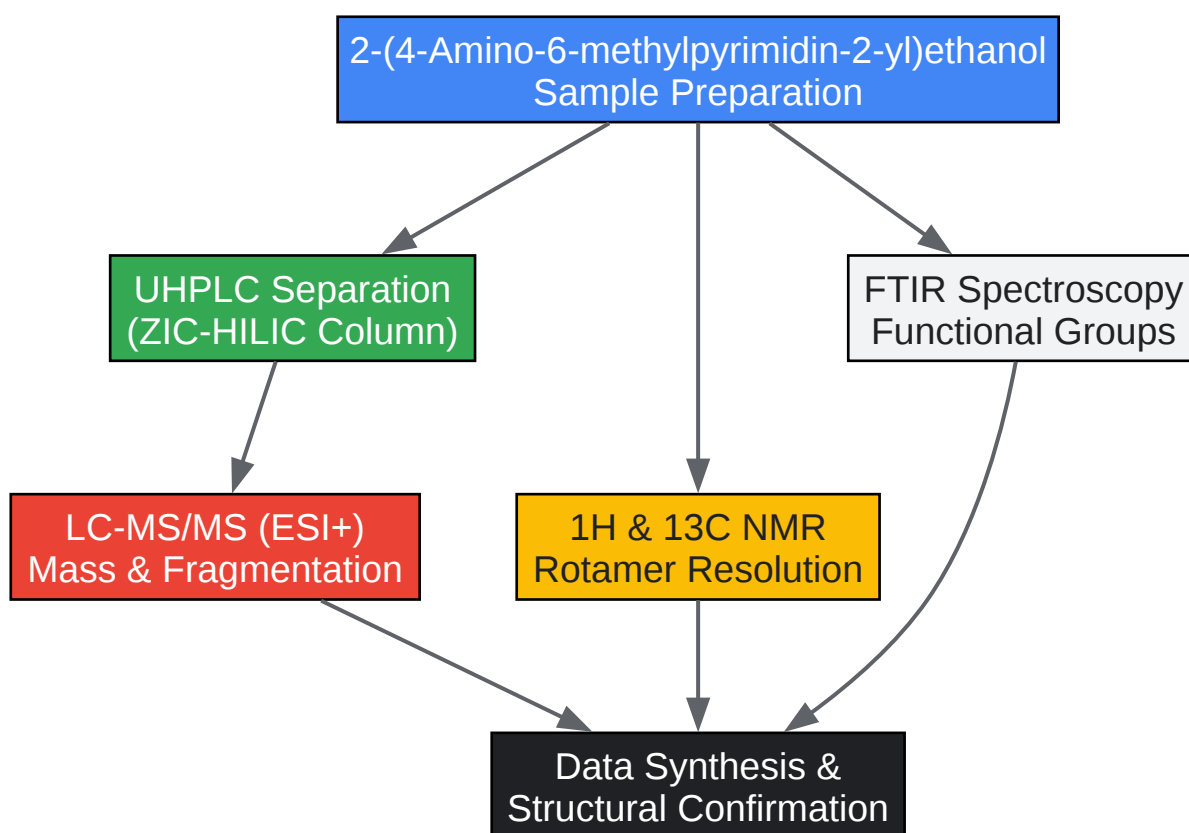 2-(4-Amino-6-methylpyrimidin-2-yl)ethanol
Sample Preparation
UHPLC Separation
(ZIC-HILIC Column)
FTIR Spectroscopy
Functional Groups
LC-MS/MS (ESI+)
Mass & Fragmentation
1H & 13C NMR
Rotamer Resolution
Data Synthesis &
Structural Confirmation